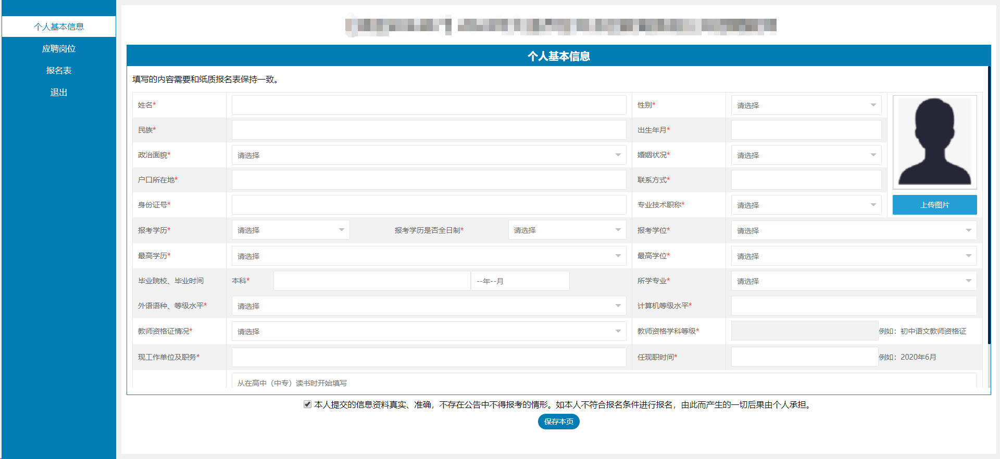 个人基本信息
应聘岗位
报名表
退出
个人基本信息
填写的内容需要和纸质报名表保持一致。
姓名* 性别* 请选择
民族* 出生年月*
政治面貌* 请选择 婚姻状况* 请选择
户口所在地* 联系方式*
身份证号* 专业技术职称* 请选择 上传图片
报考学历* 请选择 报考学历是否全日制* 请选择 报考学位* 请选择
最高学历* 请选择 最高学位* 请选择
毕业院校、毕业时间 本科* --年--月 所学专业* 请选择
外语语种、等级水平* 请选择 计算机等级水平*
教师资格证情况* 请选择 教师资格学科等级* 例如：初中语文教师资格证
现工作单位及职务* 任现职时间* 例如：2020年6月
从在高中（中专）读书时开始填写
本人提交的信息资料真实、准确，不存在公告中不得报考的情形。如本人不符合报名条件进行报名，由此而产生的一切后果由个人承担。
保存本页